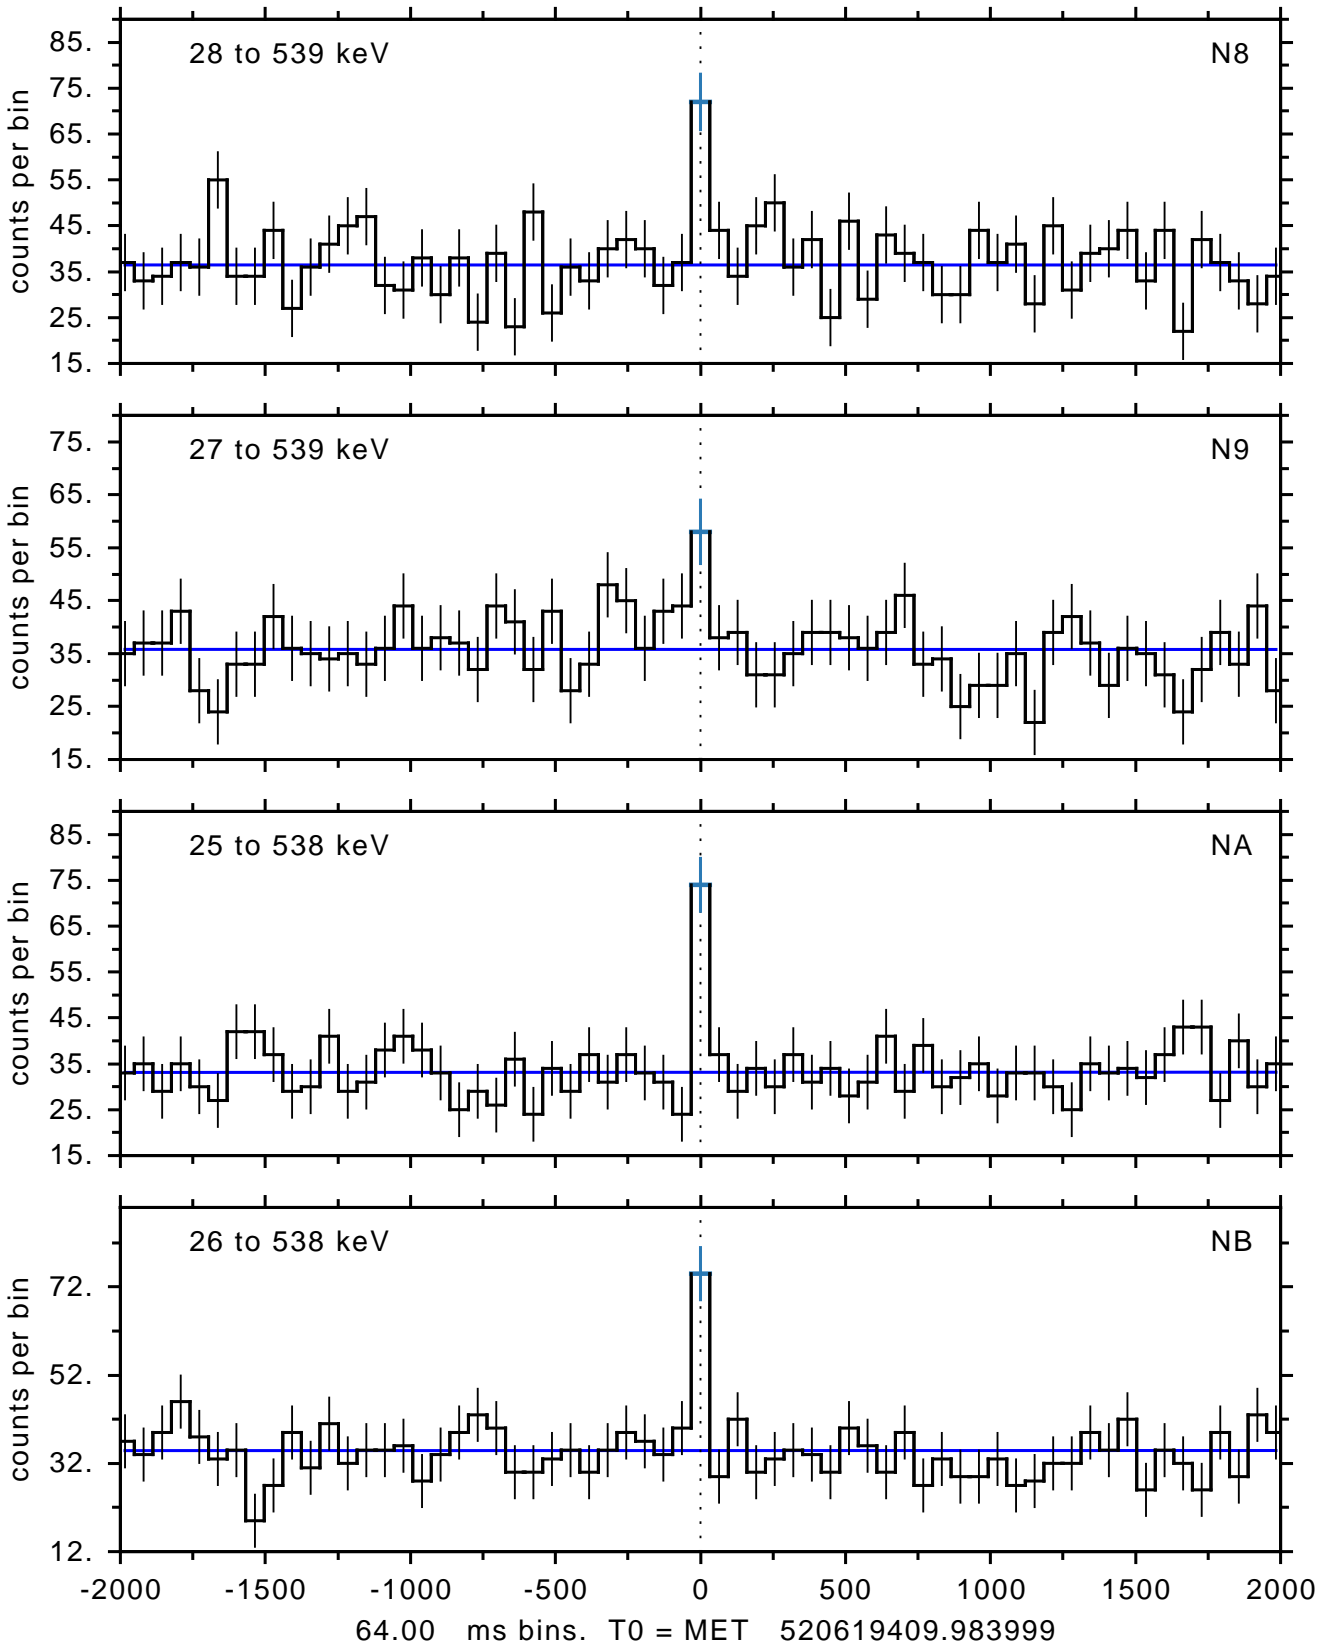 28 to 539 keV N8
85.
75.
65.
55.
45.
35.
25.
15.
counts per bin
27 to 539 keV N9
75.
65.
55.
45.
35.
25.
15.
counts per bin
25 to 538 keV NA
85.
75.
65.
55.
45.
35.
25.
15.
counts per bin
26 to 538 keV NB
72.
52.
32.
12.
counts per bin
-2000 -1500 -1000 -500 0 500 1000 1500 2000
64.00 ms bins. T0 = MET 520619409.983999